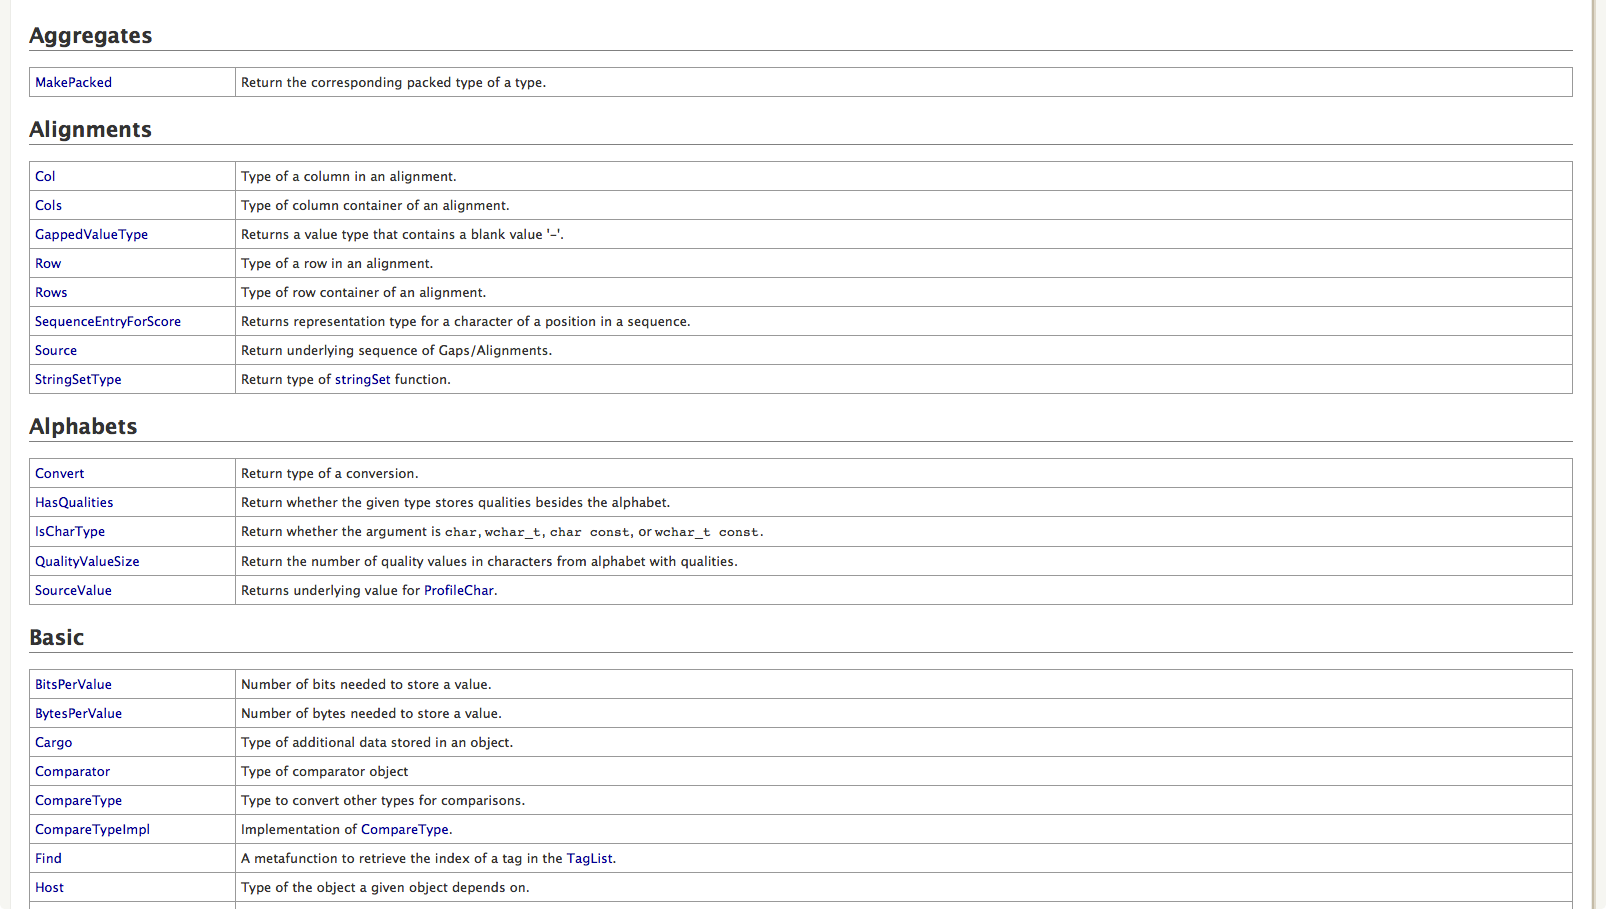 Aggregates
MakePacked Return the corresponding packed type of a type.
Alignments
Col Type of a column in an alignment.
Cols Type of column container of an alignment.
GappedValueType Returns a value type that contains a blank value '-'.
Row Type of a row in an alignment.
Rows Type of row container of an alignment.
SequenceEntryForScore Returns representation type for a character of a position in a sequence.
Source Return underlying sequence of Gaps/Alignments.
StringSetType Return type of stringSet function.
Alphabets
Convert Return type of a conversion.
HasQualities Return whether the given type stores qualities besides the alphabet.
IsCharType Return whether the argument is char, wchar_t, char const, or wchar_t const.
QualityValueSize Return the number of quality values in characters from alphabet with qualities.
SourceValue Returns underlying value for ProfileChar.
Basic
BitsPerValue Number of bits needed to store a value.
BytesPerValue Number of bytes needed to store a value.
Cargo Type of additional data stored in an object.
Comparator Type of comparator object
CompareType Type to convert other types for comparisons.
CompareTypeImpl Implementation of CompareType.
Find A metafunction to retrieve the index of a tag in the TagList.
Host Type of the object a given object depends on.